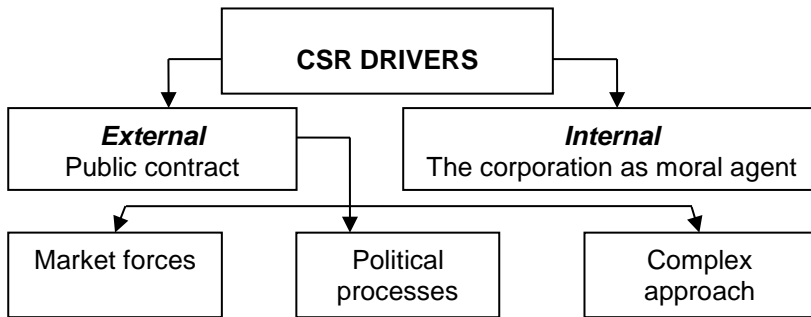 CSR DRIVERS
External
Public contract
Internal
The corporation as moral agent
Market forces
Political
processes
Complex
approach